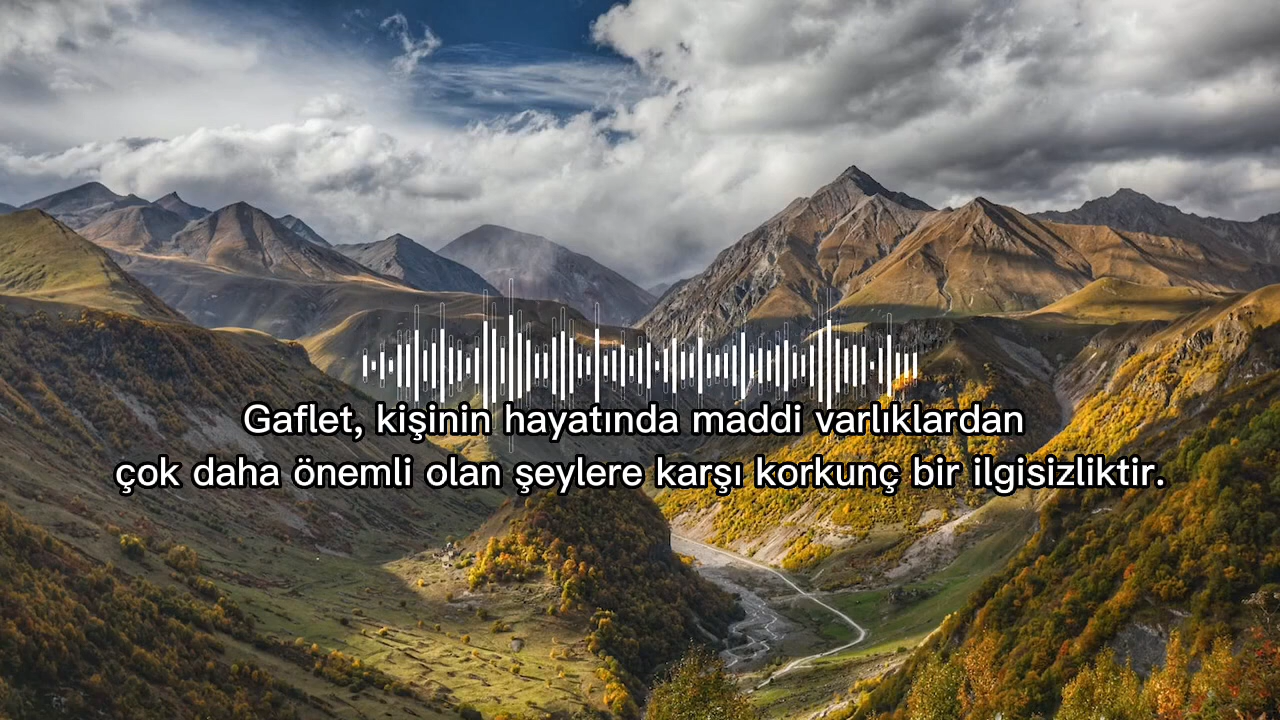 Gaflet, kişinin hayatında maddi varlıklardan
çok daha önemli olan şeylere karşı korkunç bir ilgisizliktir.